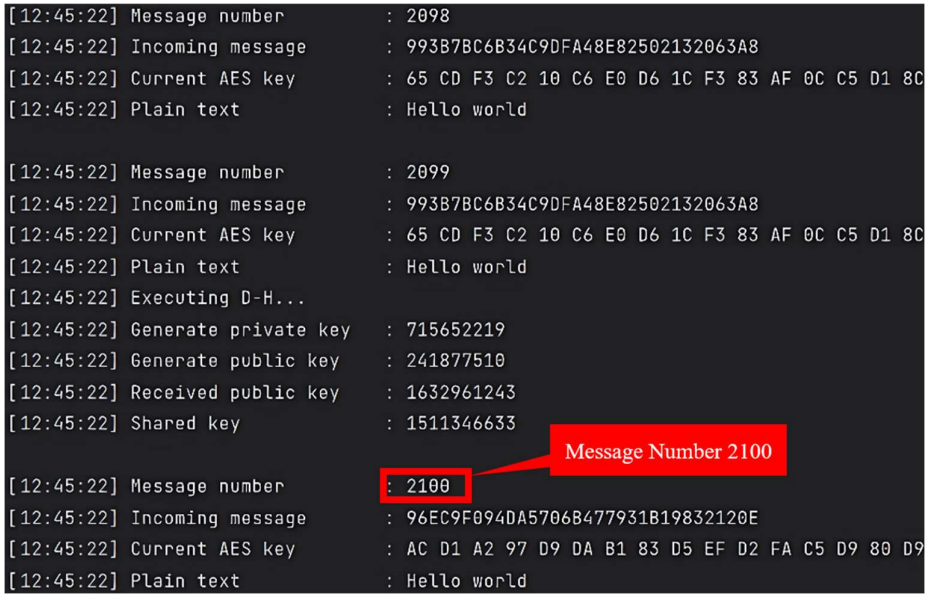 [12:45:22] Message number : 2098
[12:45:22] Incoming message : 993B7BC6B34C9DFA48E82502132063A8
[12:45:22] Current AES key : 65 CD F3 C2 10 C6 E0 D6 1C F3 83 AF 0C C5 D1 8C
[12:45:22] Plain text : Hello world
[12:45:22] Message number : 2099
[12:45:22] Incoming message : 993B7BC6B34C9DFA48E82502132063A8
[12:45:22] Current AES key : 65 CD F3 C2 10 C6 E0 D6 1C F3 83 AF 0C C5 D1 8C
[12:45:22] Plain text : Hello world
[12:45:22] Executing D-H...
[12:45:22] Generate private key : 715652219
[12:45:22] Generate public key : 241877510
[12:45:22] Received public key : 1632961243
[12:45:22] Shared key : 1511346633
Message Number 2100
[12:45:22] Message number : 2100
[12:45:22] Incoming message : 96EC9F094DA5706B477931B19832120E
[12:45:22] Current AES key : AC D1 A2 97 D9 DA B1 83 D5 EF D2 FA C5 D9 80 D9
[12:45:22] Plain text : Hello world